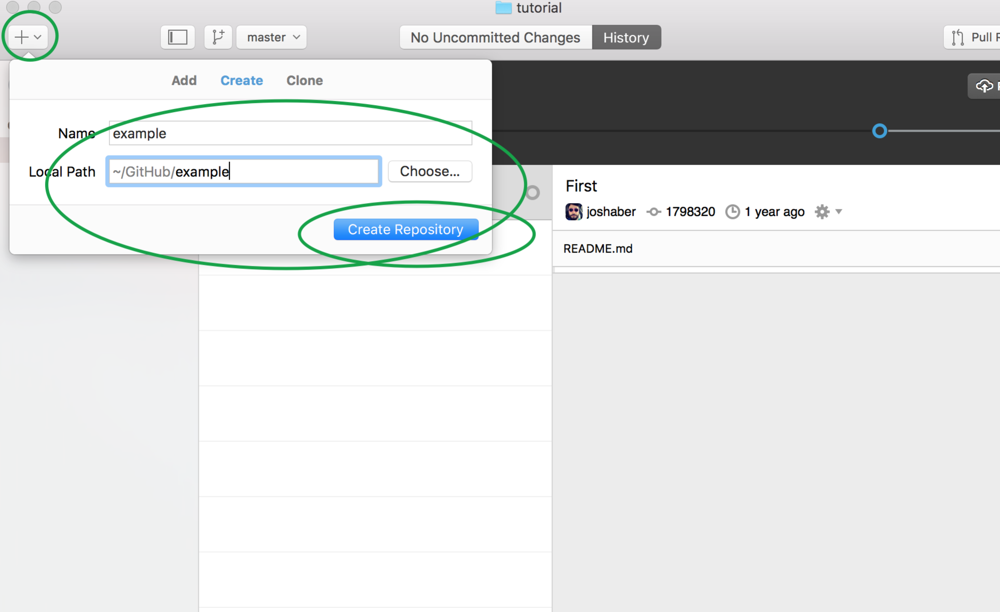 tutorial
master
No Uncommitted Changes
History
Pull
Add
Create
Clone
Name
example
Local Path
~/GitHub/example
Choose...
Create Repository
First
joshaber
1798320
1 year ago
README.md